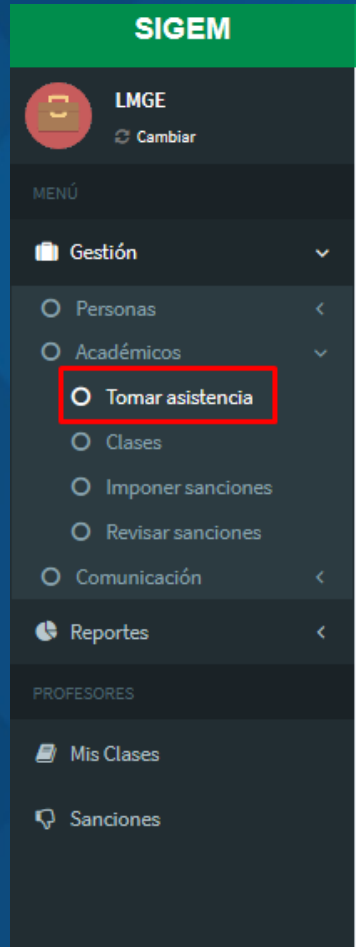 SIGEM
LMGE
Cambiar
MENÚ
Gestión
Personas
Académicos
Tomar asistencia
Clases
Imponer sanciones
Revisar sanciones
Comunicación
Reportes
PROFESORES
Mis Clases
Sanciones